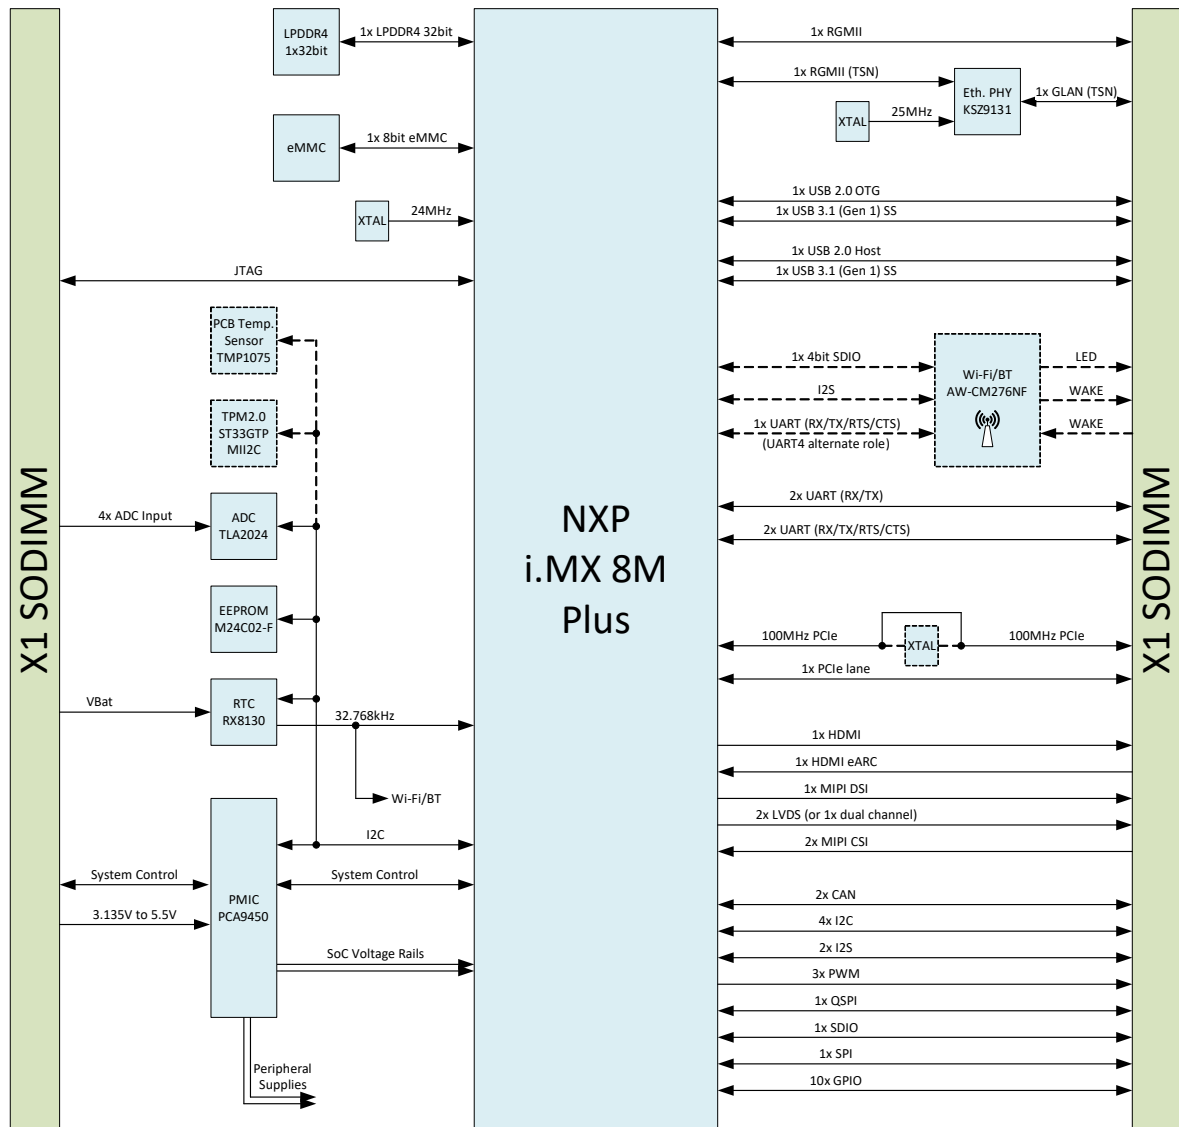 X1 SODIMM
LPDDR4
1x32bit
1x LPDDR4 32bit
eMMC
1x 8bit eMMC
XTAL
24MHz
JTAG
PCB Temp.
Sensor
TMP1075
TPM2.0
ST33GTP
MII2C
4x ADC Input
ADC
TLA2024
EEPROM
M24C02-F
VBat
RTC
RX8130
32.768kHz
Wi-Fi/BT
I2C
System Control
System Control
PMIC
PCA9450
3.135V to 5.5V
SoC Voltage Rails
Peripheral
Supplies
NXP
i.MX 8M
Plus
1x RGMII
1x RGMII (TSN)
Eth. PHY
KSZ9131
1x GLAN (TSN)
XTAL
25MHz
1x USB 2.0 OTG
1x USB 3.1 (Gen 1) SS
1x USB 2.0 Host
1x USB 3.1 (Gen 1) SS
1x 4bit SDIO
I2S
1x UART (RX/TX/RTS/CTS)
(UART4 alternate role)
Wi-Fi/BT
AW-CM276NF
LED
WAKE
WAKE
2x UART (RX/TX)
2x UART (RX/TX/RTS/CTS)
100MHz PCIe
XTAL
100MHz PCIe
1x PCIe lane
1x HDMI
1x HDMI eARC
1x MIPI DSI
2x LVDS (or 1x dual channel)
2x MIPI CSI
2x CAN
4x I2C
2x I2S
3x PWM
1x QSPI
1x SDIO
1x SPI
10x GPIO
X1 SODIMM